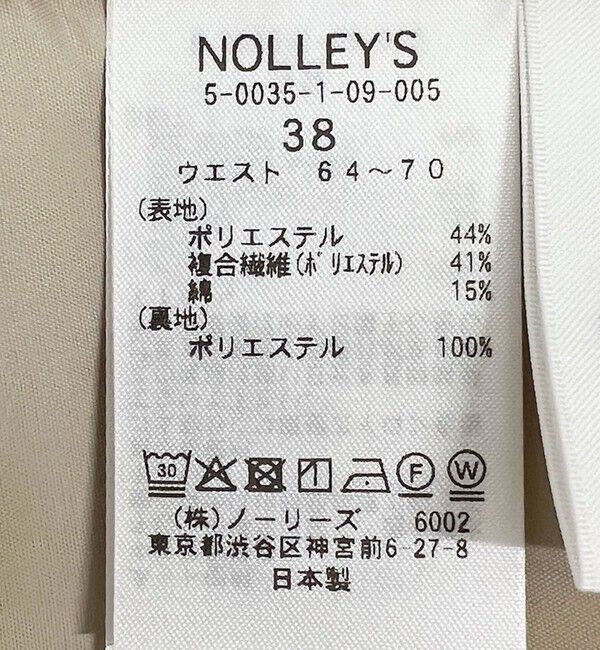 NOLLEY'S
5-0035-1-09-005
38
ウエスト 64～70
(表地)
ポリエステル 44%
複合繊維(ﾎﾟﾘｴｽﾃﾙ) 41%
綿 15%
(裏地)
ポリエステル 100%
30 F W
(株)ノーリーズ 6002
東京都渋谷区神宮前6-27-8
日本製